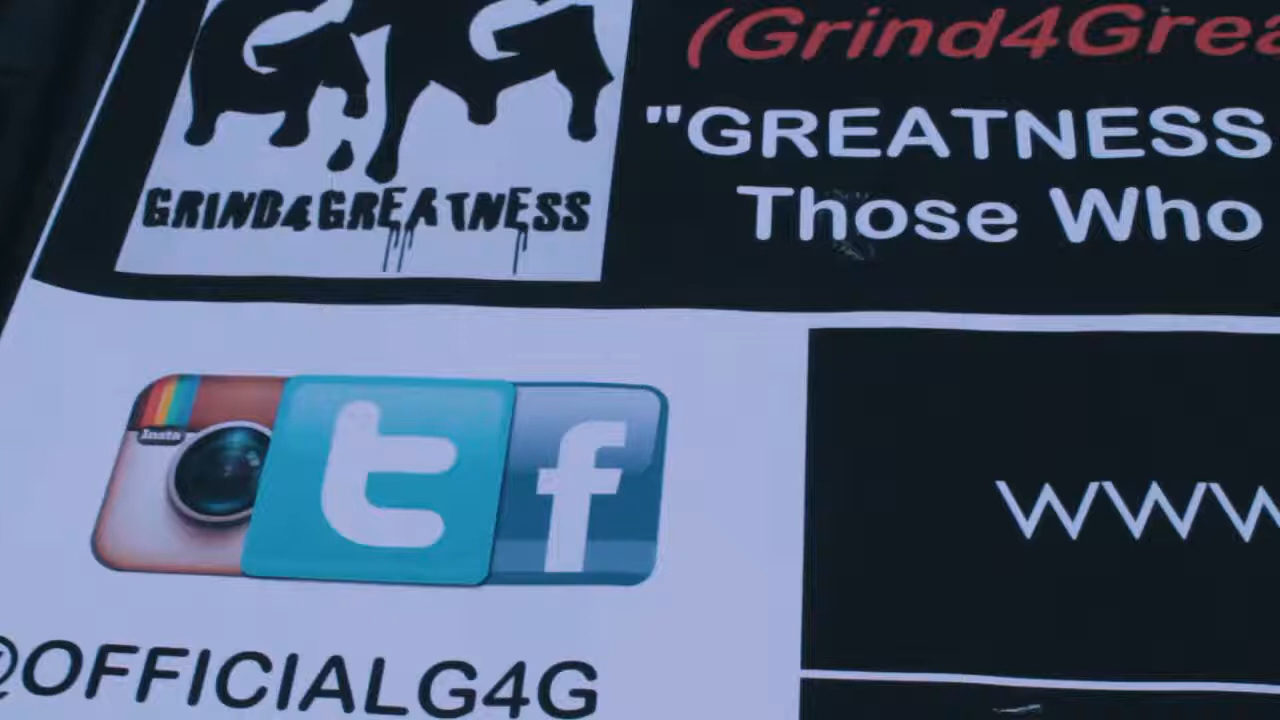 (Grind4Grea
"GREATNESS
Those Who
GRIND4GREATNESS
Insta
t
f
WWW
@OFFICIALG4G